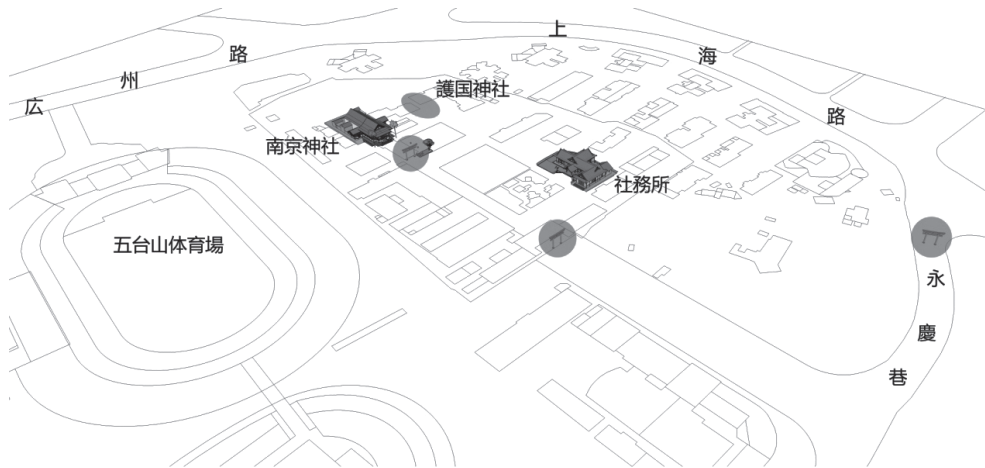 広州路
上海路
護国神社
南京神社
社務所
五台山体育場
永慶巷